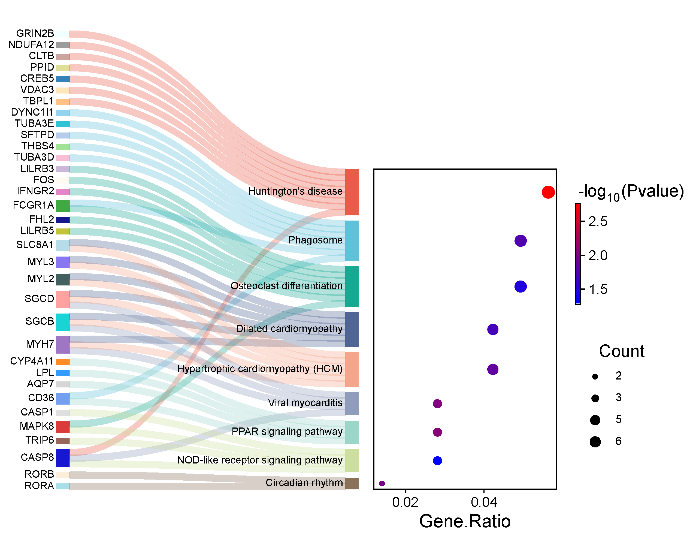 GRIN2B
NDUFA12
CLTB
PPID
CREB5
VDAC3
TBPL1
DYNC1I1
TUBA3E
SFTPD
THBS4
TUBA3D
LILRB3
FOS
IFNGR2
FCGR1A
FHL2
LILRB5
SLC8A1
MYL3
MYL2
SGCD
SGCB
MYH7
CYP4A11
LPL
AQP7
CD36
CASP1
MAPK8
TRIP6
CASP8
RORB
RORA
Huntington's disease
Phagosome
Osteoclast differentiation
Dilated cardiomyopathy
Hypertrophic cardiomyopathy (HCM)
Viral myocarditis
PPAR signaling pathway
NOD-like receptor signaling pathway
Circadian rhythm
0.02 0.04
Gene.Ratio
-log10(Pvalue)
2.5
2.0
1.5
Count
2
3
5
6